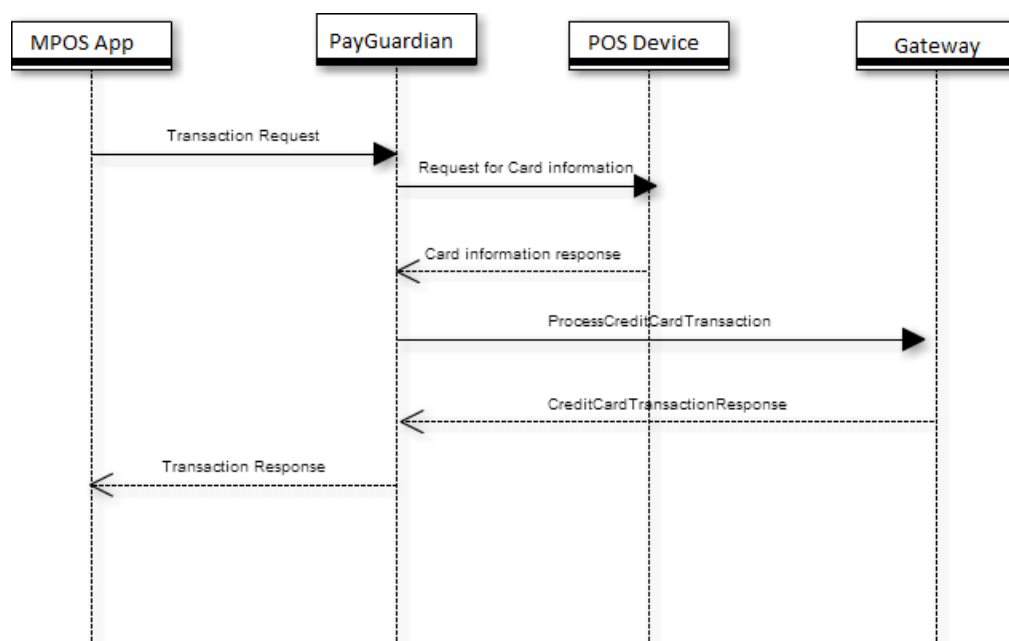 MPOS App
PayGuardian
POS Device
Gateway
Transaction Request
Request for Card information
Card information response
ProcessCreditCardTransaction
CreditCardTransactionResponse
Transaction Response